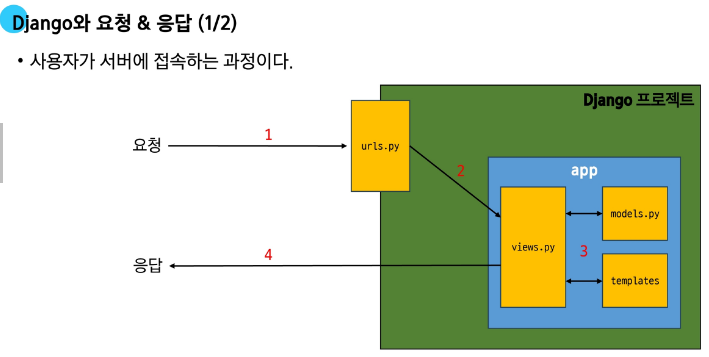 Django와 요청 & 응답 (1/2)
• 사용자가 서버에 접속하는 과정이다.
Django 프로젝트
요청
1
urls.py
2
app
models.py
views.py
3
응답
4
templates